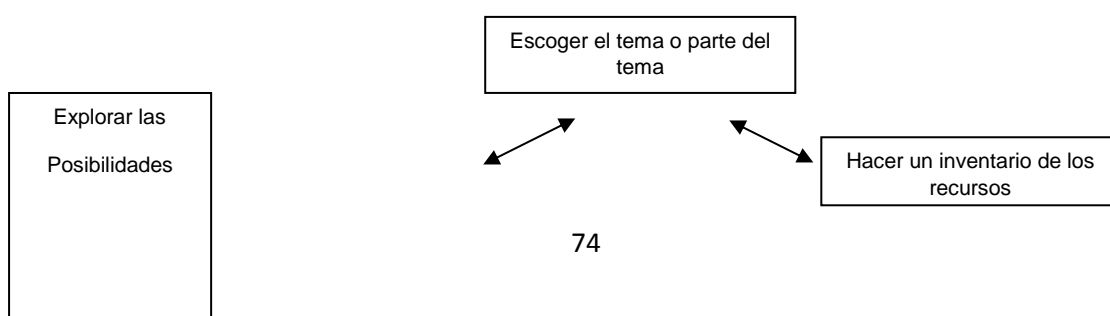 Escoger el tema o parte del
tema
Explorar las
Posibilidades
Hacer un inventario de los
recursos
74